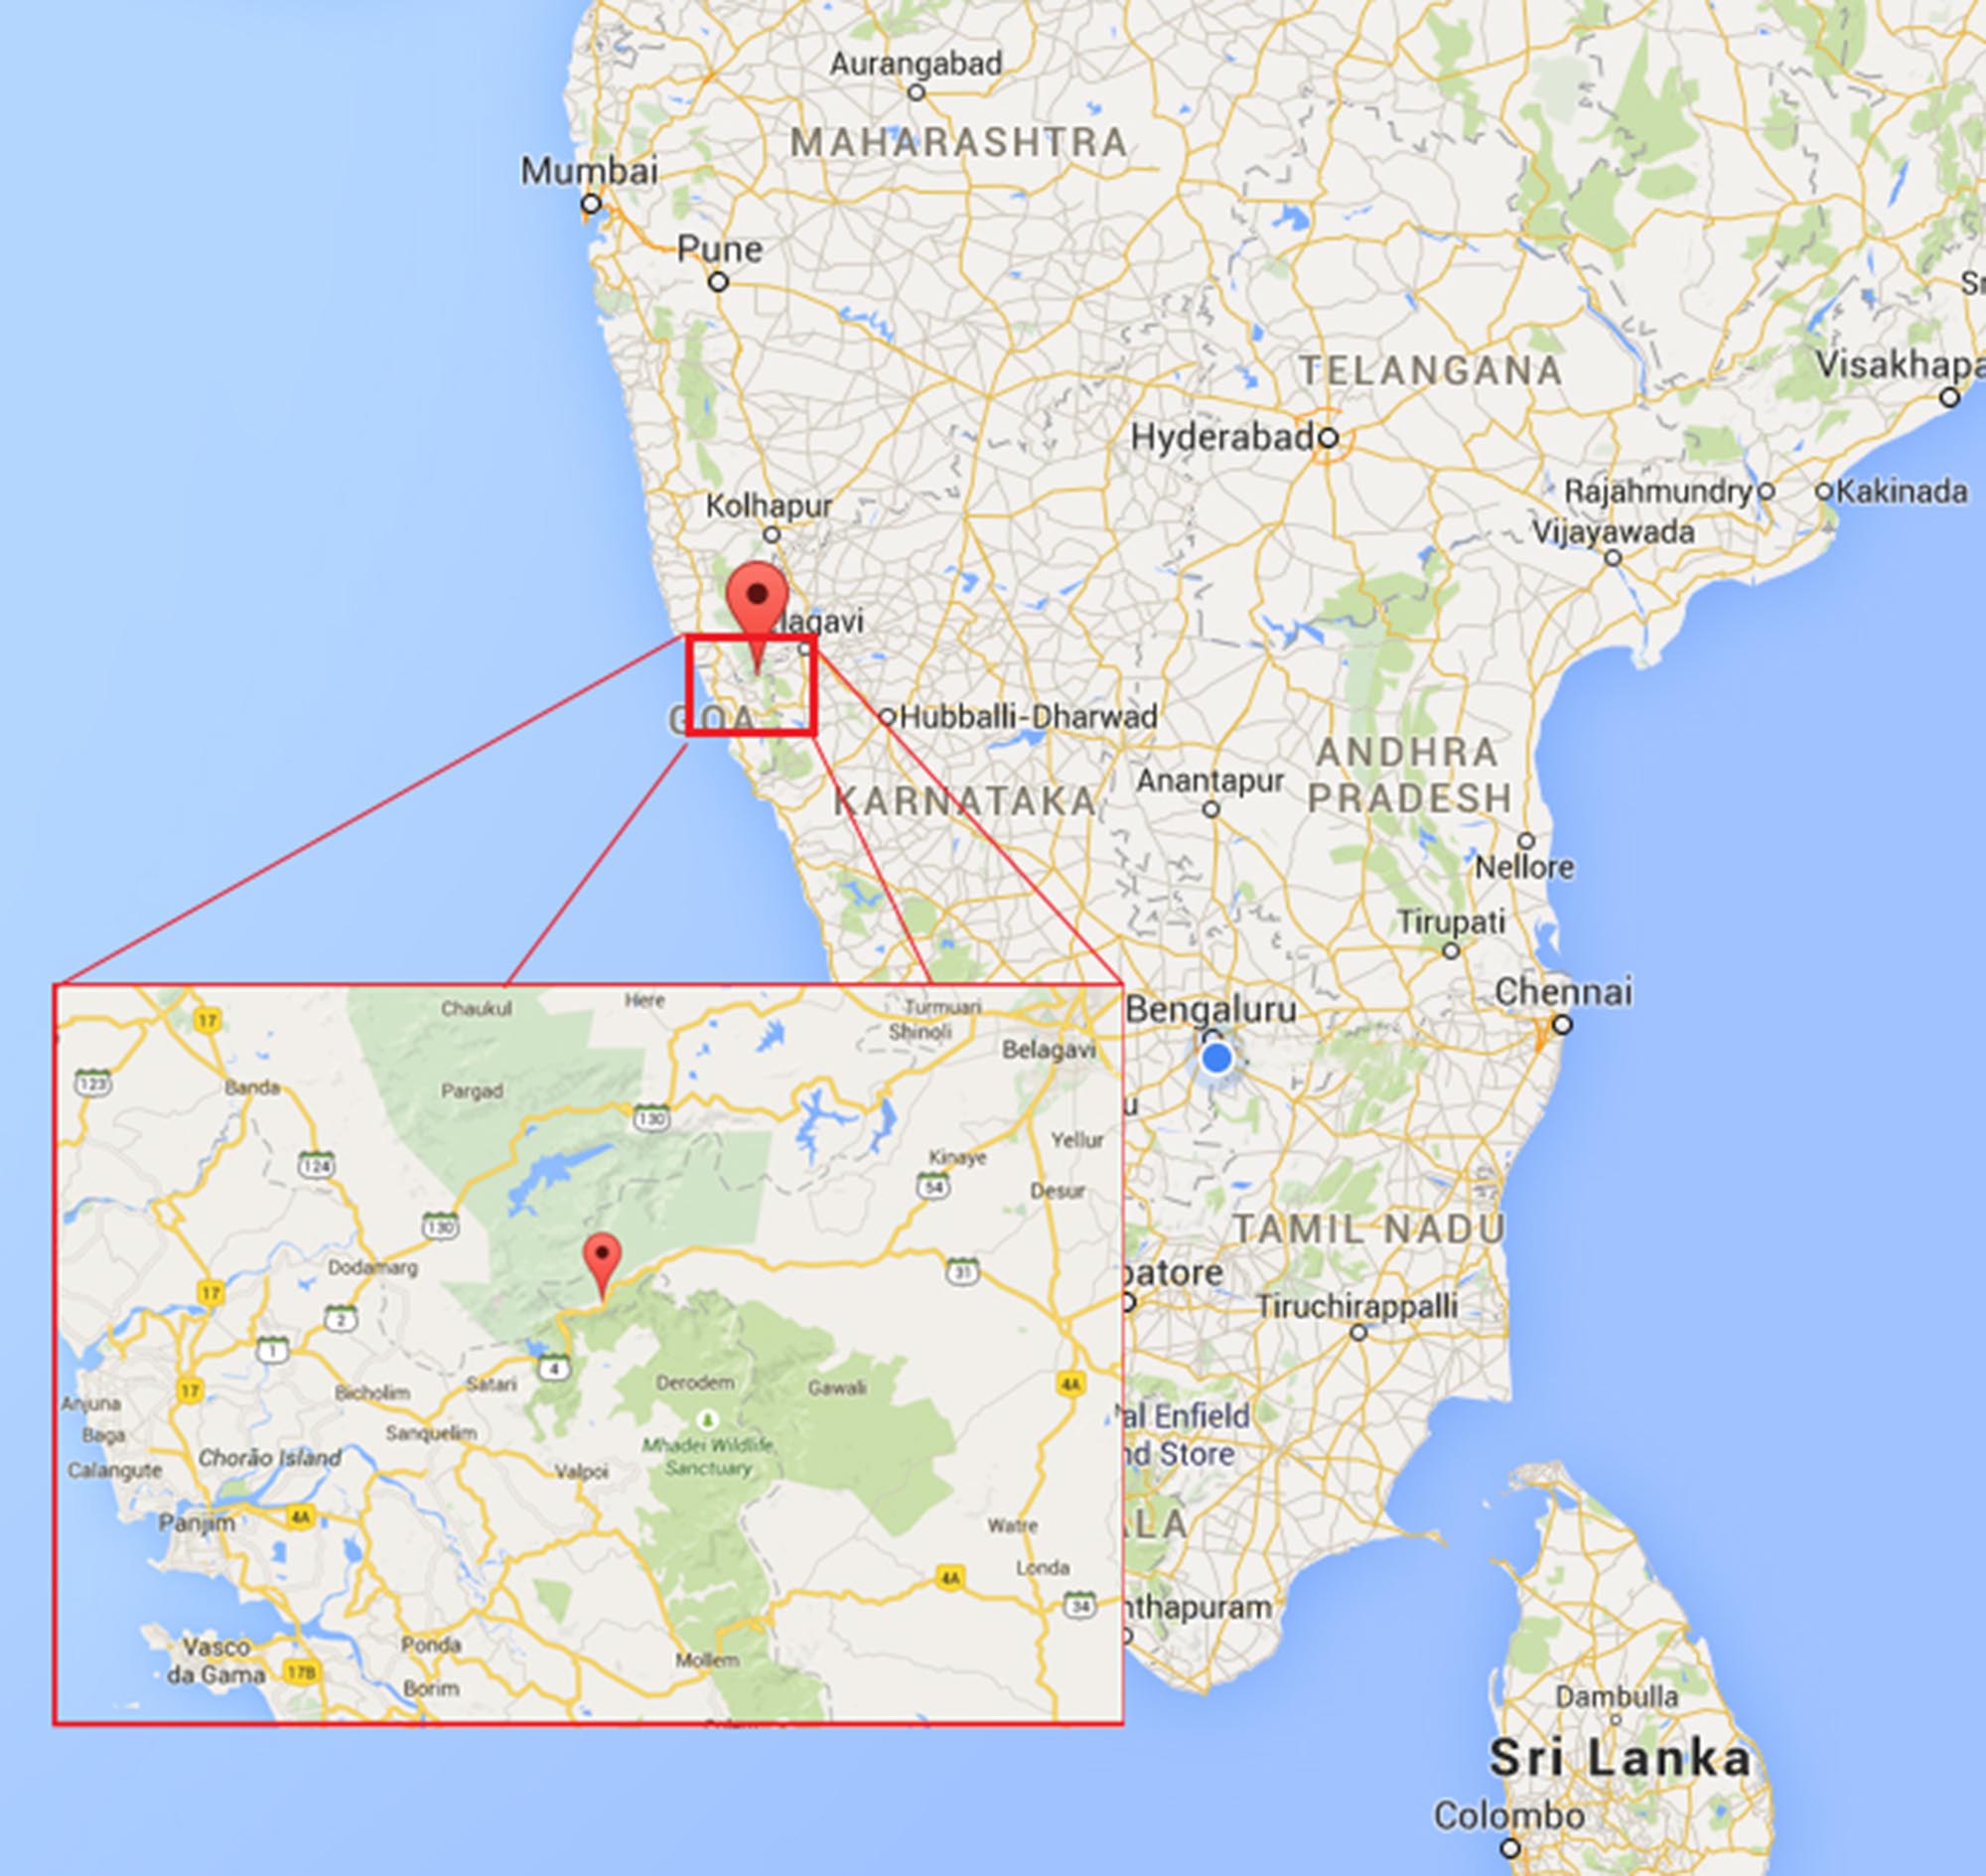 Aurangabad
MAHARASHTRA
Mumbai
Pune
TELANGANA
Visakhapa
Hyderabad
Rajahmundry
Kakinada
Vijayawada
Kolhapur
lagavi
GOA
Hubballi-Dharwad
ANDHRA
PRADESH
Anantapur
KARNATAKA
Nellore
Tirupati
Chennai
Bengaluru
TAMIL NADU
patore
Tiruchirappalli
al Enfield
nd Store
LA
nthapuram
Dambulla
Sri Lanka
Colombo
Chaukul
Here
Turmuari
Shinoli
Belagavi
17
123
Banda
Pargad
130
124
Yellur
Kinaye
54
Desur
130
Dodamarg
31
17
2
1
4
17
Satari
Derodem
Gawali
4A
Bicholim
Anjuna
Baga
Sanquelim
Mhadei Wildlife
Sanctuary
Chorão Island
Calangute
Valpoi
Panjim
4A
Watre
Londa
4A
34
Vasco
da Gama
17B
Ponda
Mollem
Borim